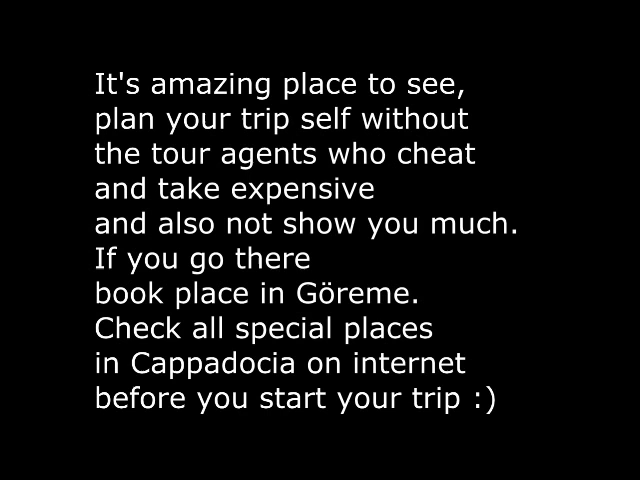 It's amazing place to see,
plan your trip self without
the tour agents who cheat
and take expensive
and also not show you much.
If you go there
book place in Göreme.
Check all special places
in Cappadocia on internet
before you start your trip :)